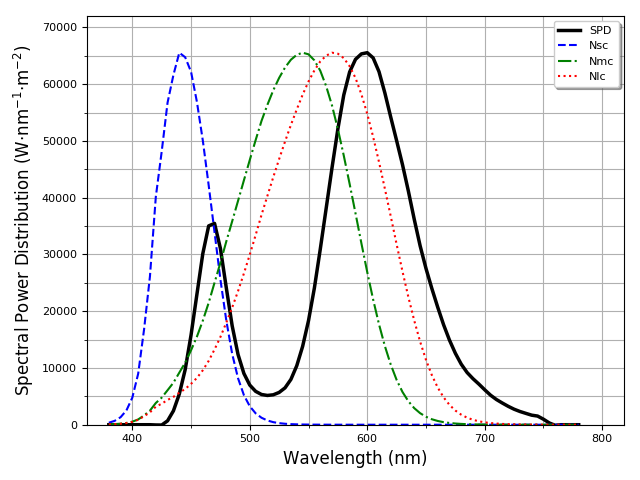 SPD
Nsc
Nmc
Nlc
70000
60000
50000
40000
30000
20000
10000
0
Spectral Power Distribution (W·nm⁻¹·m⁻²)
400 500 600 700 800
Wavelength (nm)